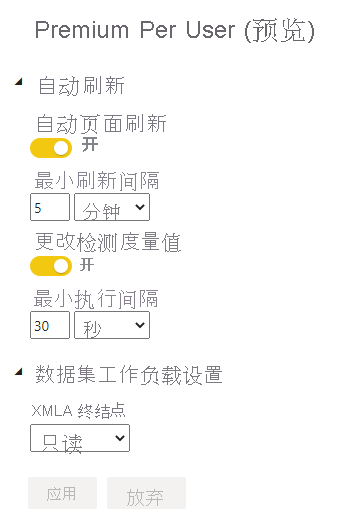 Premium Per User (预览)
自动刷新
自动页面刷新
开
最小刷新间隔
5 分钟
更改检测度量值
开
最小执行间隔
30 秒
数据集工作负载设置
XMLA 终结点
只读
应用 放弃